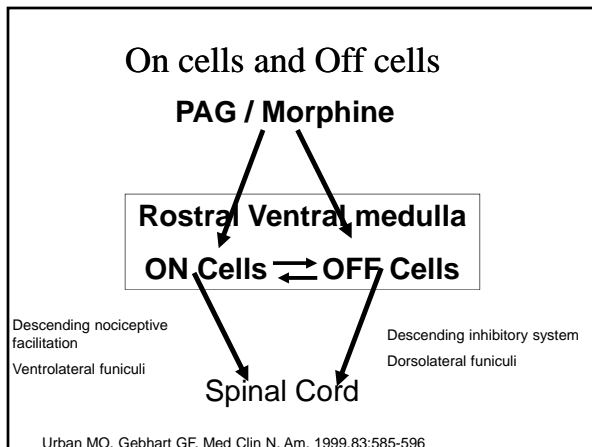 On cells and Off cells
PAG / Morphine
Rostral Ventral medulla
ON Cells OFF Cells
Descending nociceptive
facilitation
Ventrolateral funiculi
Descending inhibitory system
Dorsolateral funiculi
Spinal Cord
Urban MO, Gebhart GF, Med Clin N. Am. 1999,83:585-596